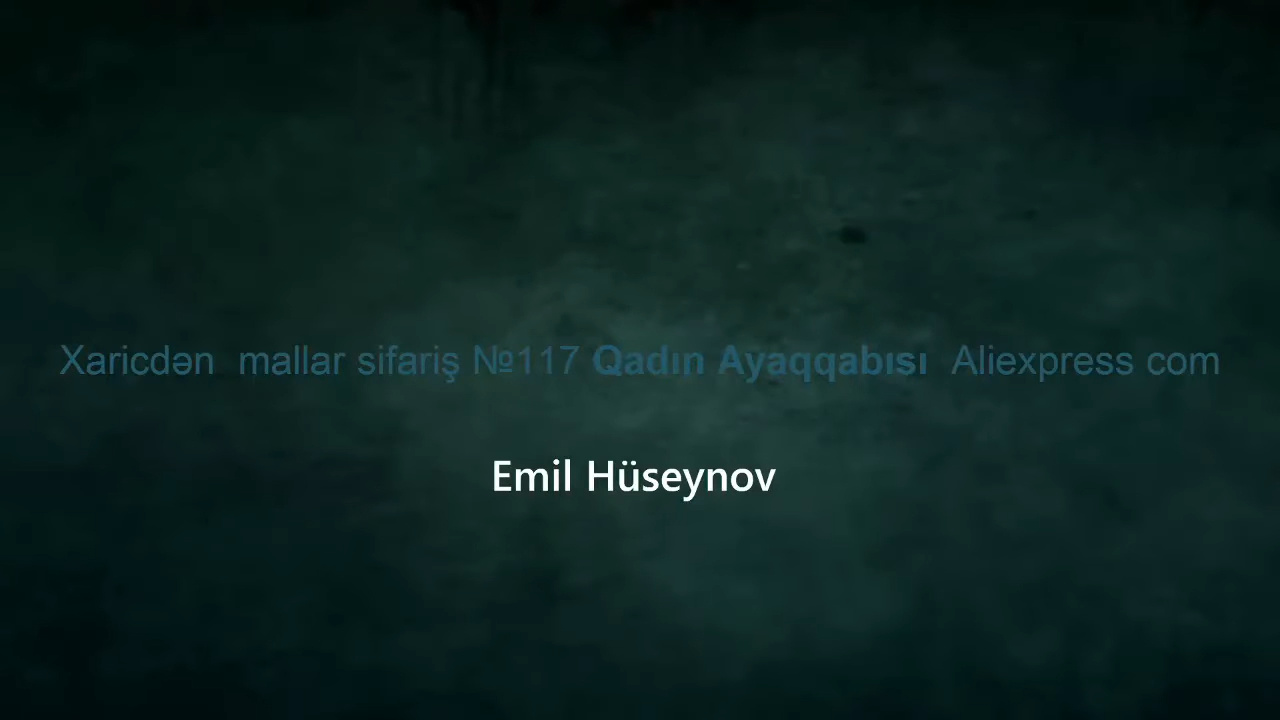 Xaricdən mallar sifariş №117 Qadın Ayaqqabısı Aliexpress com
Emil Hüseynov